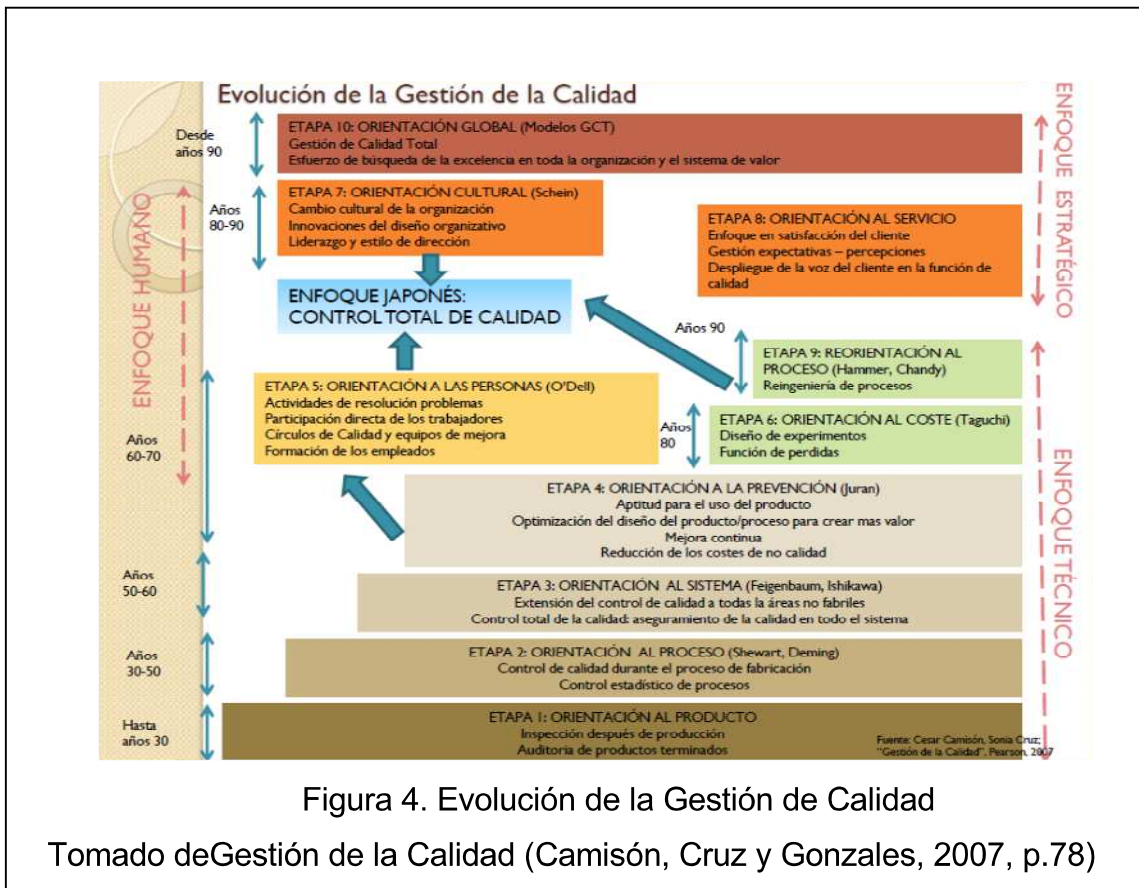 Evolución de la Gestión de la Calidad
Desde
años 90
ETAPA 10: ORIENTACIÓN GLOBAL (Modelos GCT)
Gestión de Calidad Total
Esfuerzo de búsqueda de la excelencia en toda la organización y el sistema de valor
ENFOQUE ESTRATÉGICO
ENFOQUE HUMANO
Años
80-90
ETAPA 7: ORIENTACIÓN CULTURAL (Schein)
Cambio cultural de la organización
Innovaciones del diseño organizativo
Liderazgo y estilo de dirección
ETAPA 8: ORIENTACIÓN AL SERVICIO
Enfoque en satisfacción del cliente
Gestión expectativas – percepciones
Despliegue de la voz del cliente en la función de
calidad
ENFOQUE JAPONÉS:
CONTROL TOTAL DE CALIDAD
Años 90
ETAPA 9: REORIENTACIÓN AL
PROCESO (Hammer, Chandy)
Reingeniería de procesos
Años
60-70
ETAPA 5: ORIENTACIÓN A LAS PERSONAS (O'Dell)
Actividades de resolución problemas
Participación directa de los trabajadores
Círculos de Calidad y equipos de mejora
Formación de los empleados
Años
80
ETAPA 6: ORIENTACIÓN AL COSTE (Taguchi)
Diseño de experimentos
Función de perdidas
ENFOQUE TÉCNICO
ETAPA 4: ORIENTACIÓN A LA PREVENCIÓN (Juran)
Aptitud para el uso del producto
Optimización del diseño del producto/proceso para crear mas valor
Mejora continua
Reducción de los costes de no calidad
Años
50-60
ETAPA 3: ORIENTACIÓN AL SISTEMA (Feigenbaum, Ishikawa)
Extensión del control de calidad a todas la áreas no fabriles
Control total de la calidad: aseguramiento de la calidad en todo el sistema
Años
30-50
ETAPA 2: ORIENTACIÓN AL PROCESO (Shewart, Deming)
Control de calidad durante el proceso de fabricación
Control estadístico de procesos
Hasta
años 30
ETAPA 1: ORIENTACIÓN AL PRODUCTO
Inspección después de producción
Auditoria de productos terminados
Fuente: Cesar Camisón, Sonia Cruz;
"Gestión de la Calidad", Pearson, 2007
Figura 4. Evolución de la Gestión de Calidad
Tomado deGestión de la Calidad (Camisón, Cruz y Gonzales, 2007, p.78)